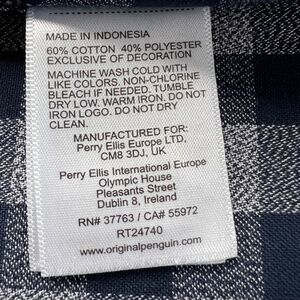 MADE IN INDONESIA
60% COTTON 40% POLYESTER
EXCLUSIVE OF DECORATION
MACHINE WASH COLD WITH
LIKE COLORS. NON-CHLORINE
BLEACH IF NEEDED. TUMBLE
DRY LOW. WARM IRON. DO NOT
IRON LOGO. DO NOT DRY
CLEAN.
MANUFACTURED FOR:
Perry Ellis Europe LTD,
CM8 3DJ, UK
Perry Ellis International Europe
Olympic House
Pleasants Street
Dublin 8, Ireland
RN# 37763 / CA# 55972
RT24740
www.originalpenguin.com